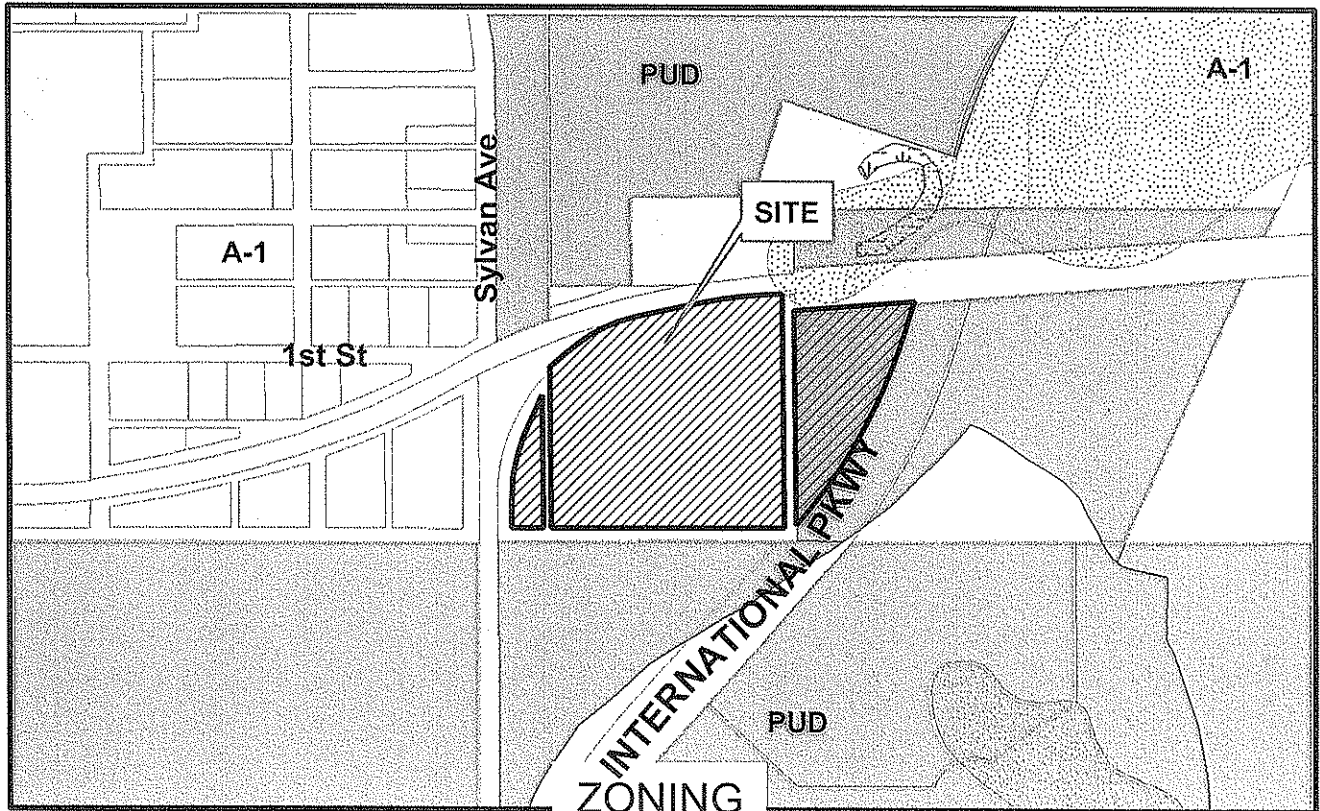 PUD
A-1
Sylvan Ave
SITE
A-1
1st St
INTERNATIONAL PKWY
PUD
ZONING